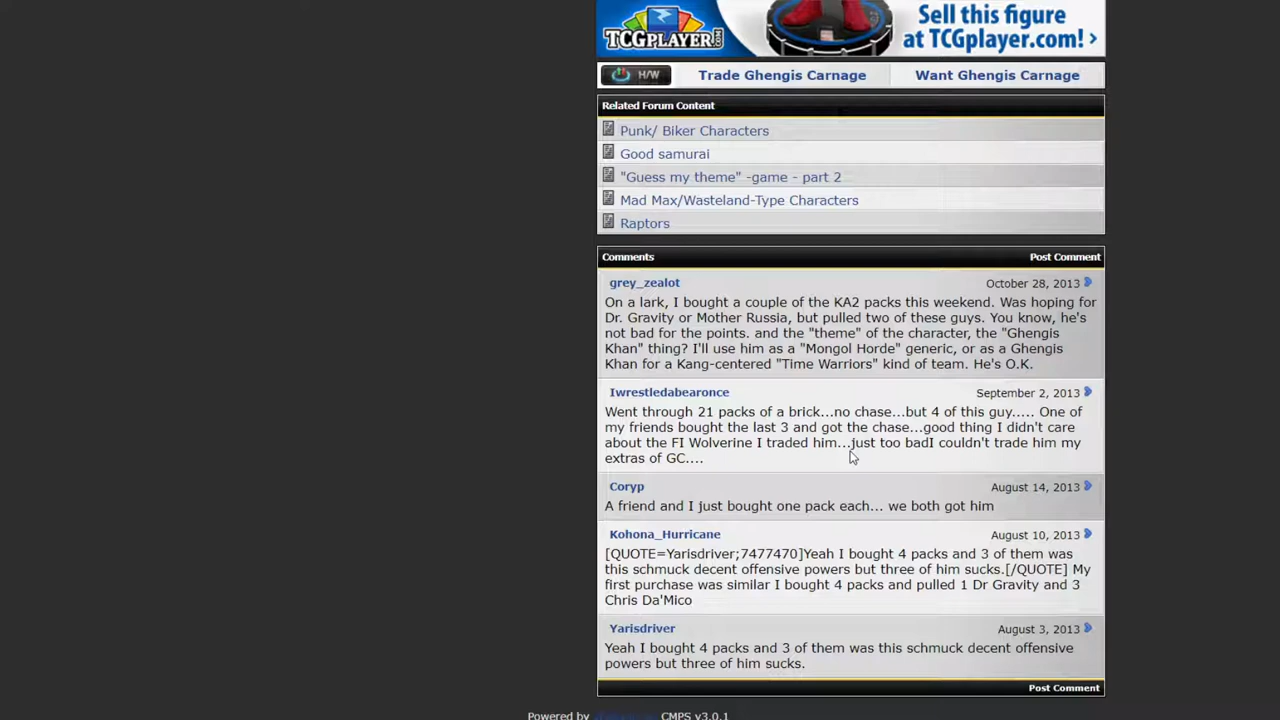 Sell this figure
TCGPLAYER.COM
at TCGplayer.com! >
H/W
Trade Ghengis Carnage
Want Ghengis Carnage
Related Forum Content
Punk/ Biker Characters
Good samurai
"Guess my theme" -game - part 2
Mad Max/Wasteland-Type Characters
Raptors
Comments
Post Comment
grey_zealot
October 28, 2013
On a lark, I bought a couple of the KA2 packs this weekend. Was hoping for
Dr. Gravity or Mother Russia, but pulled two of these guys. You know, he's
not bad for the points. and the "theme" of the character, the "Ghengis
Khan" thing? I'll use him as a "Mongol Horde" generic, or as a Ghengis
Khan for a Kang-centered "Time Warriors" kind of team. He's O.K.
Iwrestledabearonce
September 2, 2013
Went through 21 packs of a brick...no chase...but 4 of this guy..... One of
my friends bought the last 3 and got the chase...good thing I didn't care
about the FI Wolverine I traded him...just too badI couldn't trade him my
extras of GC....
Coryp
August 14, 2013
A friend and I just bought one pack each... we both got him
Kohona_Hurricane
August 10, 2013
[QUOTE=Yarisdriver;7477470]Yeah I bought 4 packs and 3 of them was
this schmuck decent offensive powers but three of him sucks.[/QUOTE] My
first purchase was similar I bought 4 packs and pulled 1 Dr Gravity and 3
Chris Da'Mico
Yarisdriver
August 3, 2013
Yeah I bought 4 packs and 3 of them was this schmuck decent offensive
powers but three of him sucks.
Post Comment
Powered by CMPS v3.0.1